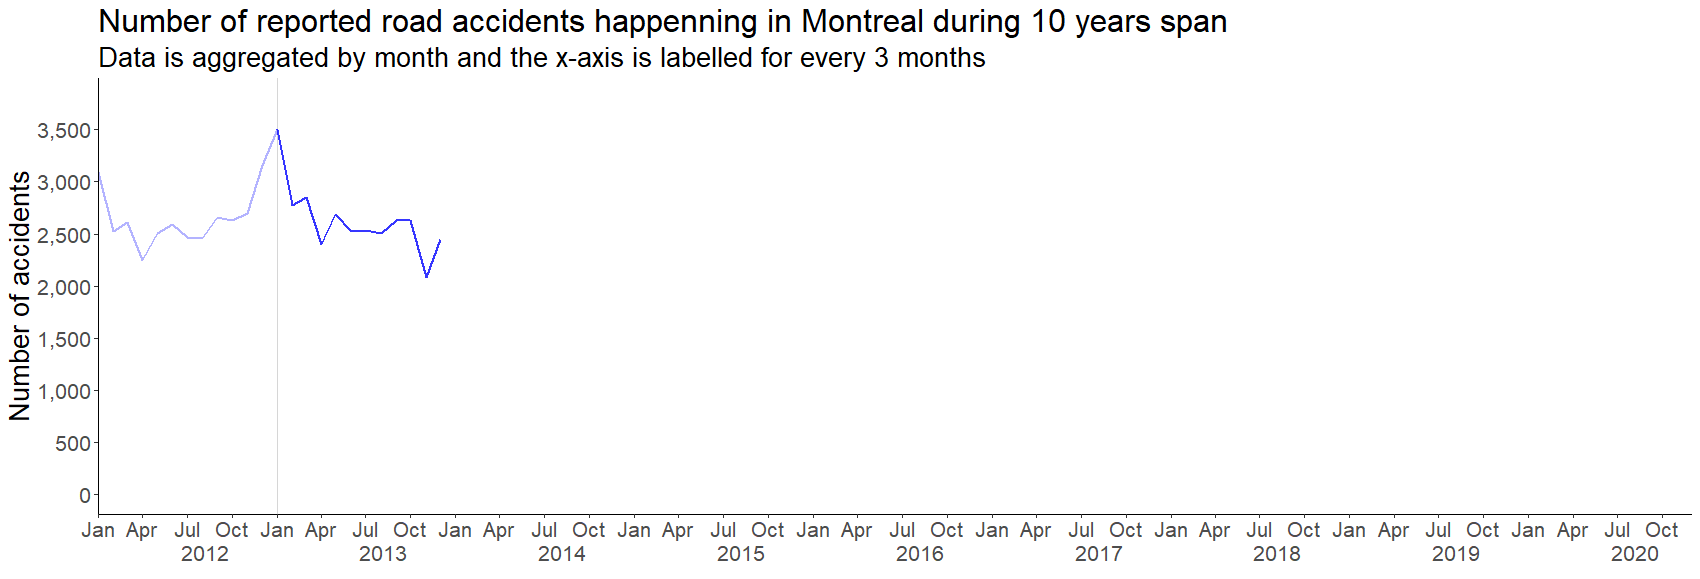 Number of reported road accidents happenning in Montreal during 10 years span
Data is aggregated by month and the x-axis is labelled for every 3 months
Number of accidents
3,500
3,000
2,500
2,000
1,500
1,000
500
0
Jan Apr Jul Oct Jan Apr Jul Oct Jan Apr Jul Oct Jan Apr Jul Oct Jan Apr Jul Oct Jan Apr Jul Oct Jan Apr Jul Oct Jan Apr Jul Oct Jan Apr Jul Oct
2012 2013 2014 2015 2016 2017 2018 2019 2020